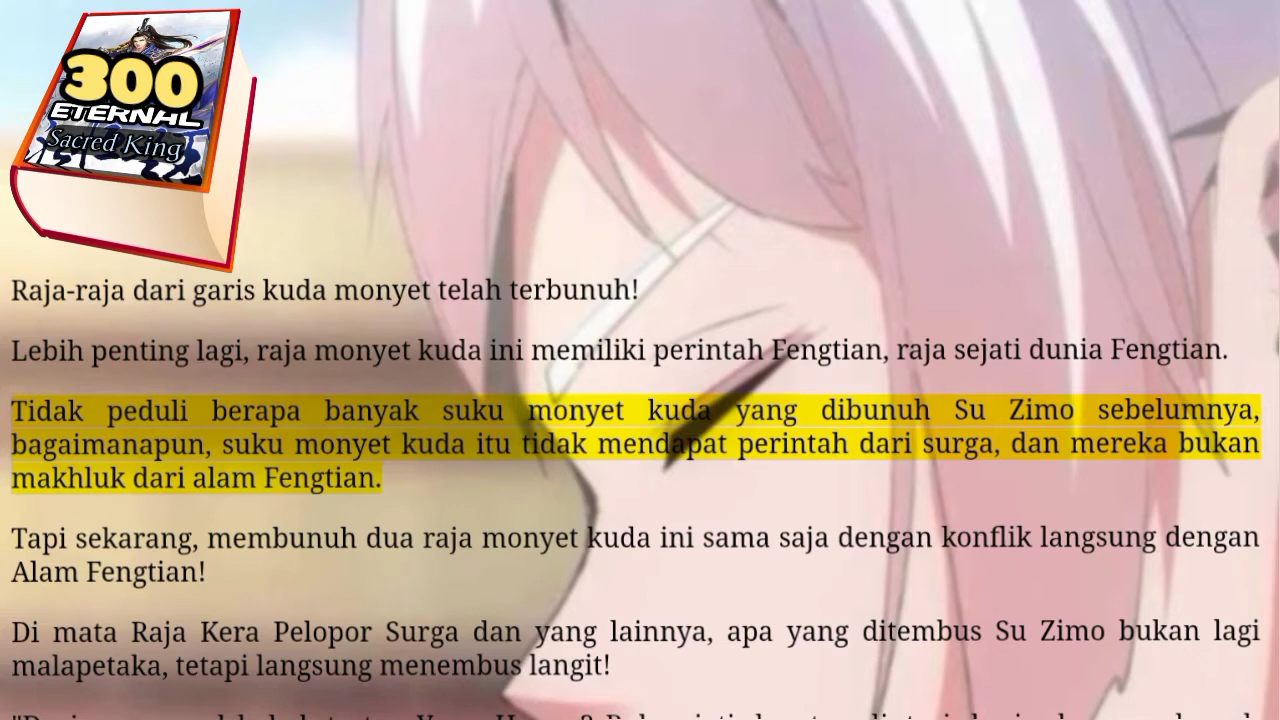 300
ETERNAL
Sacred King
Raja-raja dari garis kuda monyet telah terbunuh!
Lebih penting lagi, raja monyet kuda ini memiliki perintah Fengtian, raja sejati dunia Fengtian.
Tidak peduli berapa banyak suku monyet kuda yang dibunuh Su Zimo sebelumnya,
bagaimanapun, suku monyet kuda itu tidak mendapat perintah dari surga, dan mereka bukan
makhluk dari alam Fengtian.
Tapi sekarang, membunuh dua raja monyet kuda ini sama saja dengan konflik langsung dengan
Alam Fengtian!
Di mata Raja Kera Pelopor Surga dan yang lainnya, apa yang ditembus Su Zimo bukan lagi
malapetaka, tetapi langsung menembus langit!